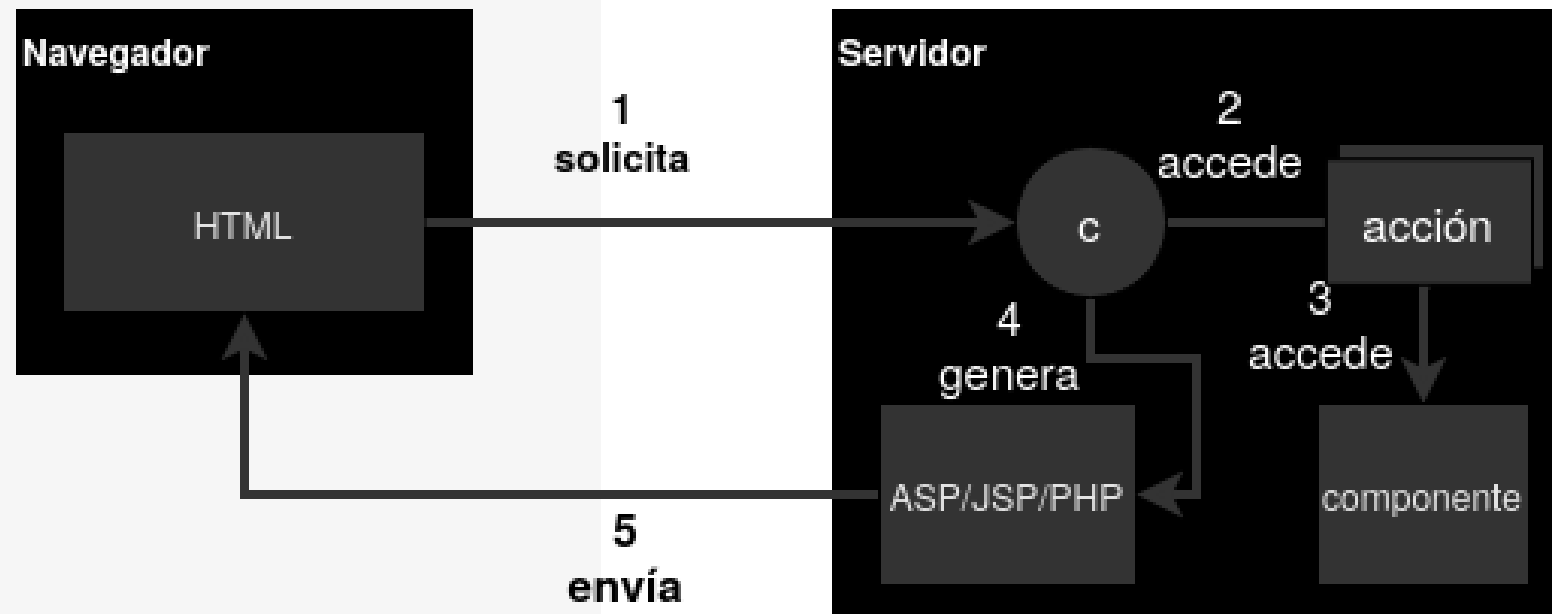 Navegador
HTML
1
solicita
Servidor
c
2
accede
acción
3
accede
componente
4
genera
ASP/JSP/PHP
5
envía